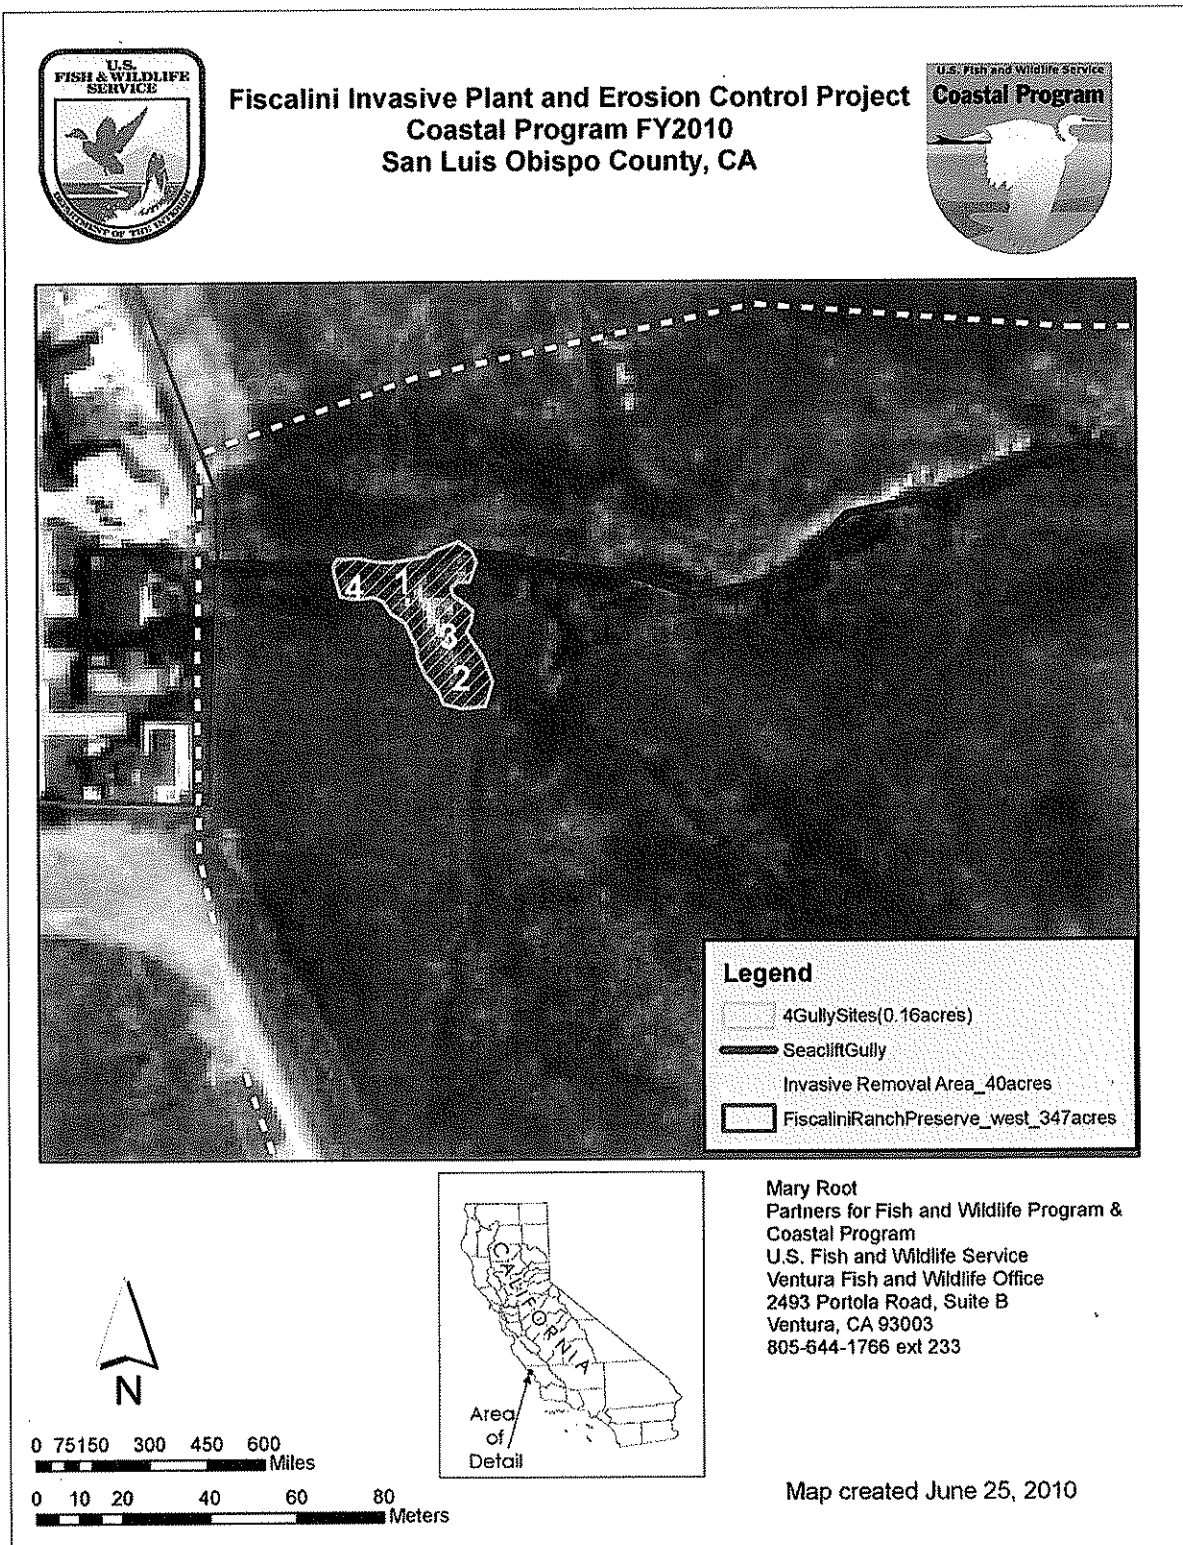 U.S.
FISH & WILDLIFE
SERVICE
DEPARTMENT OF THE INTERIOR
Fiscalini Invasive Plant and Erosion Control Project
Coastal Program FY2010
San Luis Obispo County, CA
U.S. Fish and Wildlife Service
Coastal Program
4
1
3
2
Legend
4GullySites(0.16acres)
SeacliftGully
Invasive Removal Area_40acres
FiscaliniRanchPreserve_west_347acres
CALIFORNIA
Area
of
Detail
Mary Root
Partners for Fish and Wildlife Program &
Coastal Program
U.S. Fish and Wildlife Service
Ventura Fish and Wildlife Office
2493 Portola Road, Suite B
Ventura, CA 93003
805-644-1766 ext 233
N
0 75150 300 450 600
Miles
0 10 20 40 60 80
Meters
Map created June 25, 2010